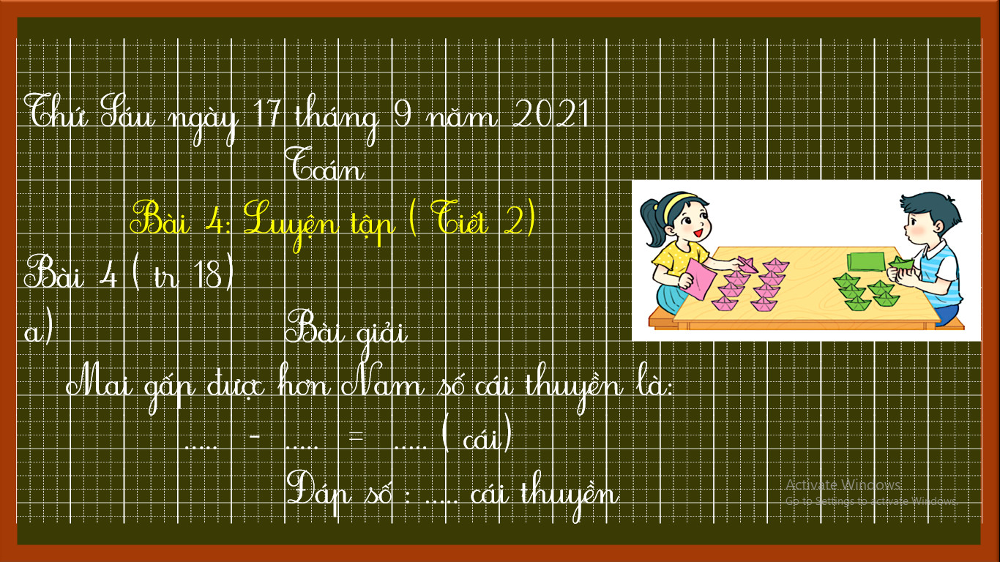 Thứ Sáu ngày 17 tháng 9 năm 2021
Toán
Bài 4: Luyện tập ( Tiết 2)
Bài 4 ( tr 18)
a) Bài giải
Mai gấp được hơn Nam số cái thuyền là:
..... - ..... = ..... ( cái)
Đáp số : ..... cái thuyền
Activate Windows
Go to Settings to activate Windows.